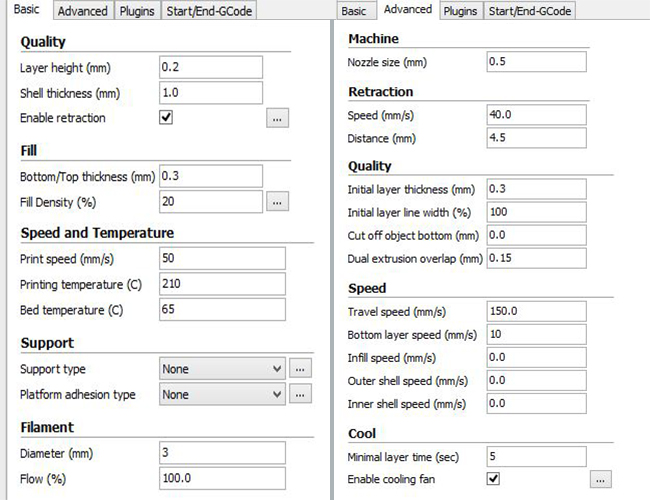 Basic Advanced Plugins Start/End-GCode
Quality
Layer height (mm) 0.2
Shell thickness (mm) 1.0
Enable retraction ...
Fill
Bottom/Top thickness (mm) 0.3
Fill Density (%) 20 ...
Speed and Temperature
Print speed (mm/s) 50
Printing temperature (C) 210
Bed temperature (C) 65
Support
Support type None ...
Platform adhesion type None ...
Filament
Diameter (mm) 3
Flow (%) 100.0
Basic Advanced Plugins Start/End-GCode
Machine
Nozzle size (mm) 0.5
Retraction
Speed (mm/s) 40.0
Distance (mm) 4.5
Quality
Initial layer thickness (mm) 0.3
Initial layer line width (%) 100
Cut off object bottom (mm) 0.0
Dual extrusion overlap (mm) 0.15
Speed
Travel speed (mm/s) 150.0
Bottom layer speed (mm/s) 10
Infill speed (mm/s) 0.0
Outer shell speed (mm/s) 0.0
Inner shell speed (mm/s) 0.0
Cool
Minimal layer time (sec) 5
Enable cooling fan ...